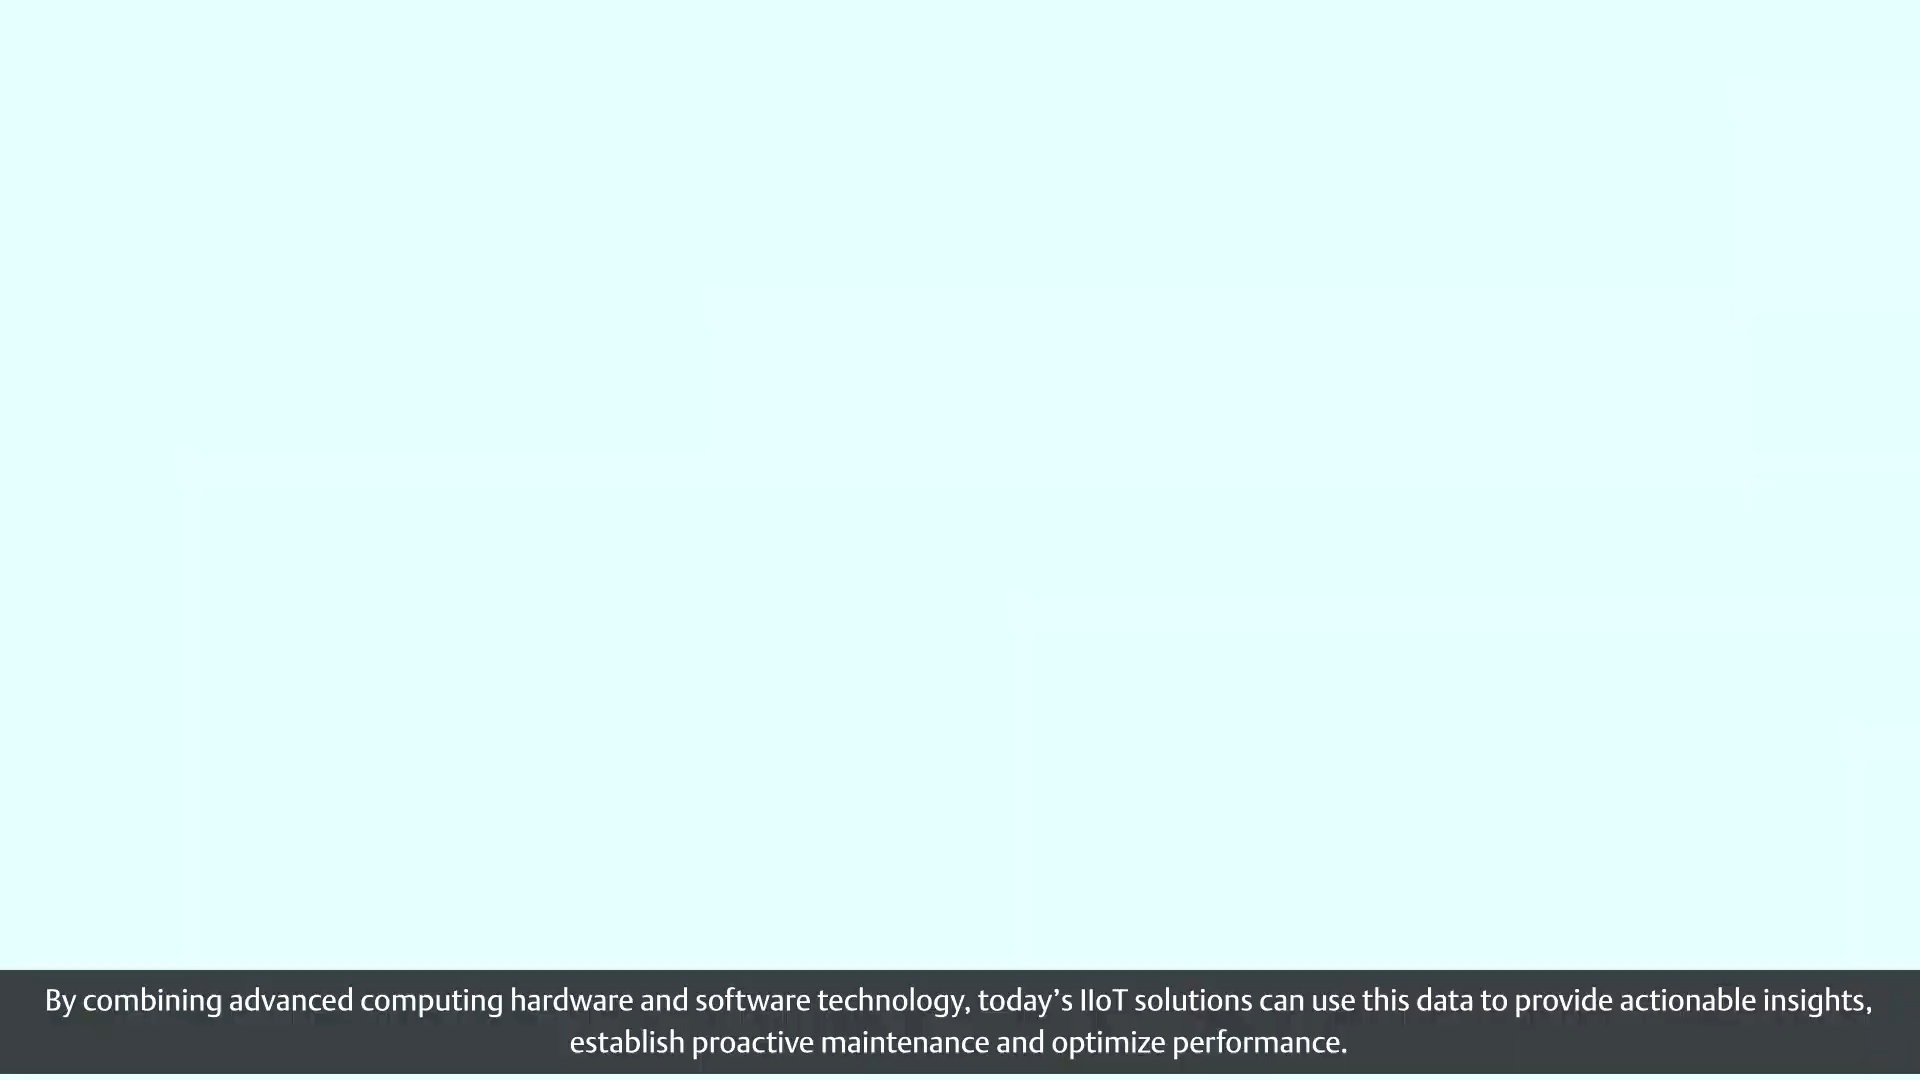 By combining advanced computing hardware and software technology, today’s IIoT solutions can use this data to provide actionable insights,
establish proactive maintenance and optimize performance.